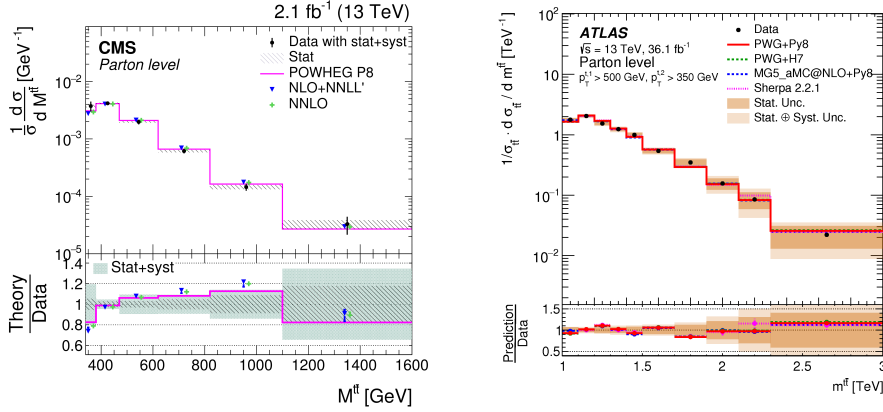 2.1 fb⁻¹ (13 TeV)
CMS
Parton level
Data with stat+syst
Stat
POWHEG P8
NLO+NNLL'
NNLO
1/σ dσ/dM^tt̄ [GeV⁻¹]
10⁻²
10⁻³
10⁻⁴
10⁻⁵
Stat+syst
Theory
Data
1.4
1.2
1
0.8
0.6
400 600 800 1000 1200 1400 1600
M^tt̄ [GeV]
ATLAS
√s = 13 TeV, 36.1 fb⁻¹
Parton level
p_T^t,1 > 500 GeV, p_T^t,2 > 350 GeV
Data
PWG+Py8
PWG+H7
MG5_aMC@NLO+Py8
Sherpa 2.2.1
Stat. Unc.
Stat. ⊕ Syst. Unc.
1/σ_tt̄ · d σ_tt̄ / d m^tt̄ [TeV⁻¹]
10²
10
1
10⁻¹
10⁻²
Prediction
Data
1.5
1
0.5
1 1.5 2 2.5 3
m^tt̄ [TeV]